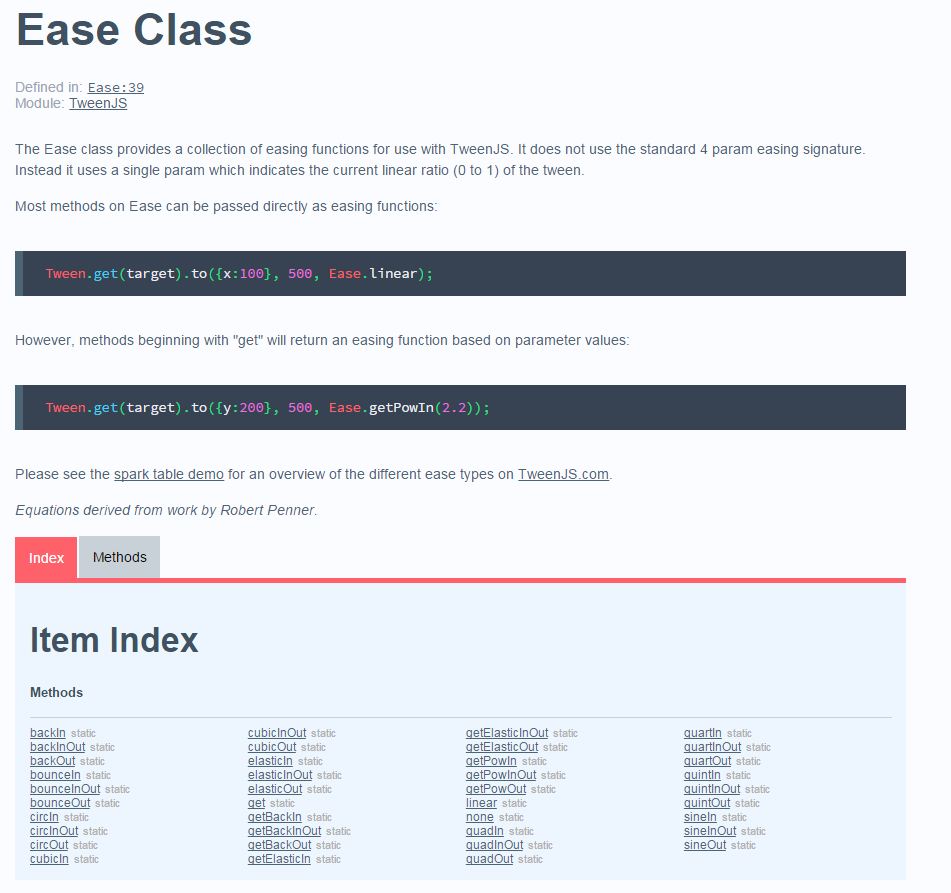 Ease Class
Defined in: Ease:39
Module: TweenJS
The Ease class provides a collection of easing functions for use with TweenJS. It does not use the standard 4 param easing signature.
Instead it uses a single param which indicates the current linear ratio (0 to 1) of the tween.
Most methods on Ease can be passed directly as easing functions:
Tween.get(target).to({x:100}, 500, Ease.linear);
However, methods beginning with "get" will return an easing function based on parameter values:
Tween.get(target).to({y:200}, 500, Ease.getPowIn(2.2));
Please see the spark table demo for an overview of the different ease types on TweenJS.com.
Equations derived from work by Robert Penner.
Index Methods
Item Index
Methods
backIn static
backInOut static
backOut static
bounceIn static
bounceInOut static
bounceOut static
circIn static
circInOut static
circOut static
cubicIn static
cubicInOut static
cubicOut static
elasticIn static
elasticInOut static
elasticOut static
get static
getBackIn static
getBackInOut static
getBackOut static
getElasticIn static
getElasticInOut static
getElasticOut static
getPowIn static
getPowInOut static
getPowOut static
linear static
none static
quadIn static
quadInOut static
quadOut static
quartIn static
quartInOut static
quartOut static
quintIn static
quintInOut static
quintOut static
sineIn static
sineInOut static
sineOut static